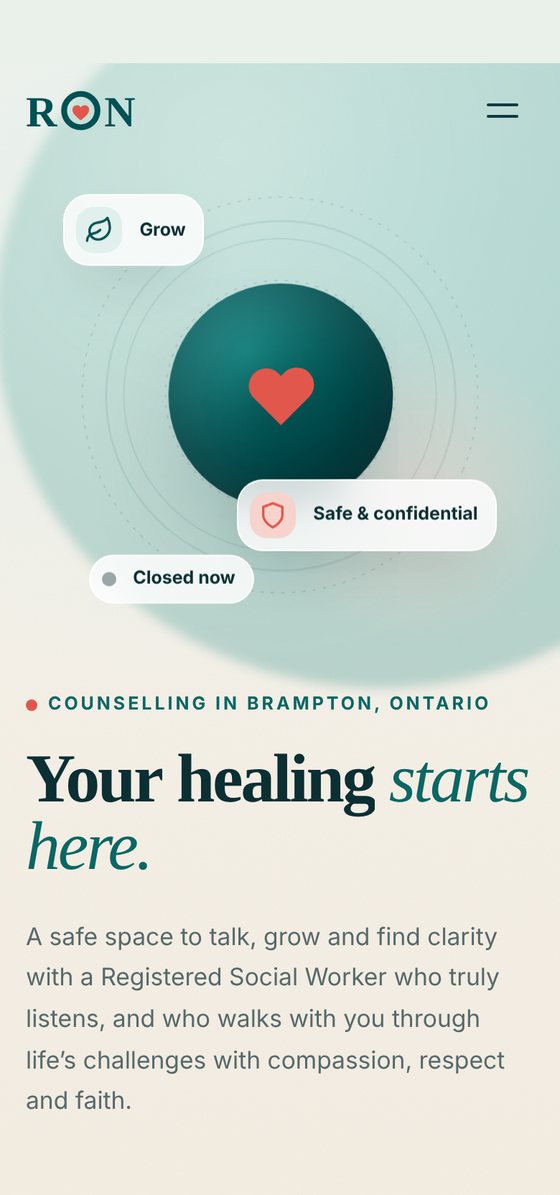 RON
Grow
Safe & confidential
Closed now
COUNSELLING IN BRAMPTON, ONTARIO
Your healing starts
here.
A safe space to talk, grow and find clarity
with a Registered Social Worker who truly
listens, and who walks with you through
life’s challenges with compassion, respect
and faith.